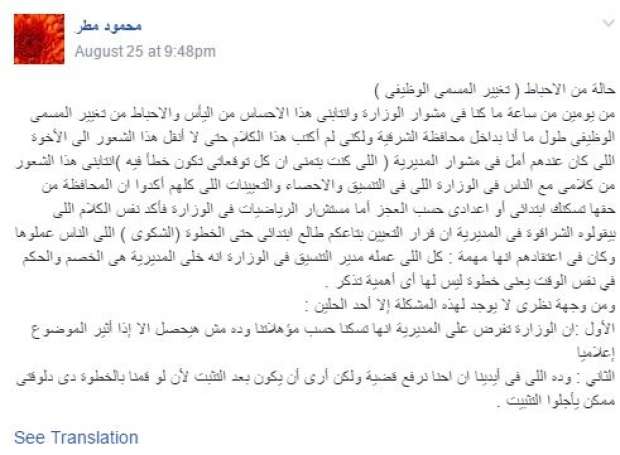 محمود مطر
August 25 at 9:48pm
حالة من الاحباط ( تغيير المسمى الوظيفى )
من يومين من ساعة ما كنا فى مشوار الوزارة وانتابنى هذا الاحساس من اليأس والاحباط من تغيير المسمى
الوظيفى طول ما أنا بداخل محافظة الشرقية ولكنى لم أكتب هذا الكلام حتى لا أنقل هذا الشعور الى الأخوة
اللى كان عندهم أمل فى مشوار المديرية ( اللى كنت بتمنى ان كل توقعاتى تكون خطأ فيه )انتابنى هذا الشعور
من كلامى مع الناس فى الوزارة اللى فى التنسيق والاحصاء والتعيينات اللى كلهم أكدوا ان المحافظة من
حقها تسكنك ابتدائى أو اعدادى حسب العجز أما مستشار الرياضيات فى الوزارة فأكد نفس الكلام اللى
بيقولوه الشراقوة فى المديرية ان قرار التعيين بتاعكم طالع ابتدائى حتى الخطوة (الشكوى ) اللى الناس عملوها
وكان فى اعتقادهم انها مهمة : كل اللى عمله مدير التنسيق فى الوزارة انه خلى المديرية هى الخصم والحكم
في نفس الوقت يعنى خطوة ليس لها أى أهمية تذكر .
ومن وجهة نظرى لا يوجد لهذه المشكلة إلا أحد الحلين :
الأول :ان الوزارة تفرض على المديرية انها تسكنا حسب مؤهلاتنا وده مش هيحصل الا إذا أثير الموضوع
إعلاميا
الثاني : وده اللى فى أيدينا ان احنا نرفع قضية ولكن أرى أن يكون بعد التثبت لأن لو قمنا بالخطوة دى دلوقتى
ممكن يأجلوا التثبيت .
See Translation